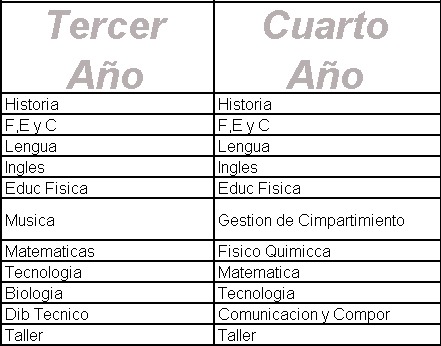 Tercer Año
Cuarto Año
Historia
Historia
F,E y C
F,E y C
Lengua
Lengua
Ingles
Ingles
Educ Fisica
Educ Fisica
Musica
Gestion de Cimpartimiento
Matematicas
Fisico Quimicca
Tecnologia
Matematica
Biologia
Tecnologia
Dib Tecnico
Comunicacion y Compor
Taller
Taller